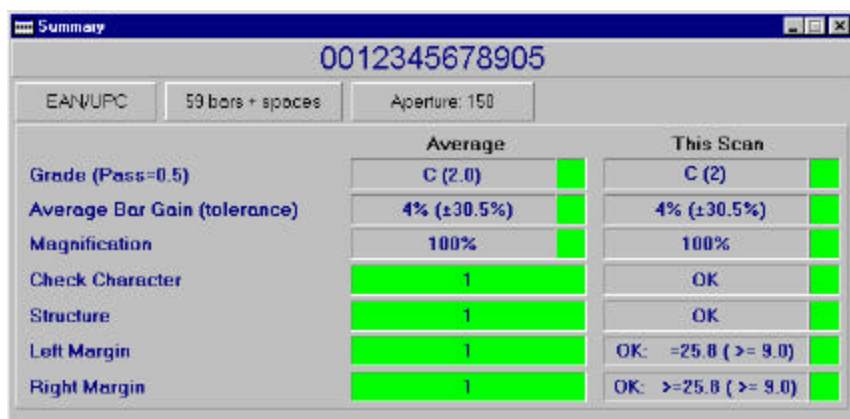 Summary
0012345678905
EAN/UPC 59 bars + spaces Aperture: 150
Average This Scan
Grade (Pass=0.5) C (2.0) C (2)
Average Bar Gain (tolerance) 4% (±30.5%) 4% (±30.5%)
Magnification 100% 100%
Check Character 1 OK
Structure 1 OK
Left Margin 1 OK: =25.8 ( >= 9.0)
Right Margin 1 OK: >=25.8 ( >= 9.0)